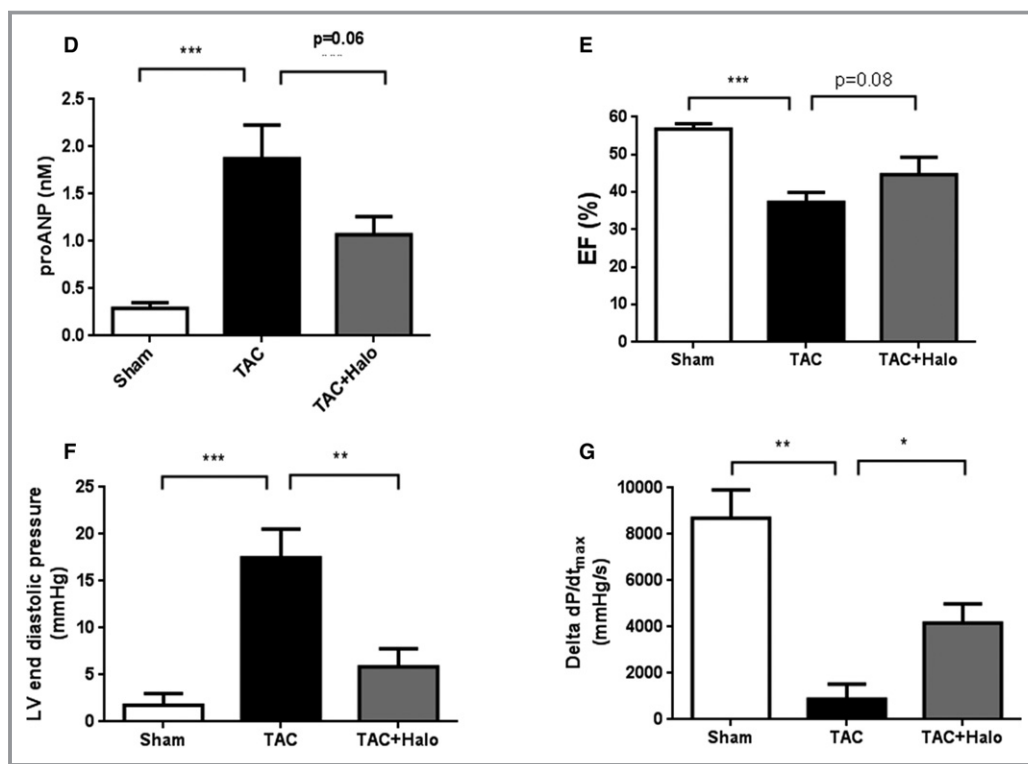 D
p=0.06
***
proANP (nM)
2.5
2.0
1.5
1.0
0.5
0.0
Sham
TAC
TAC+Halo
E
***
p=0.08
EF (%)
60
50
40
30
20
10
0
Sham
TAC
TAC+Halo
F
***
**
LV end diastolic pressure
(mmHg)
25
20
15
10
5
0
Sham
TAC
TAC+Halo
G
**
*
Delta dP/dtmax
(mmHg/s)
10000
8000
6000
4000
2000
0
Sham
TAC
TAC+Halo